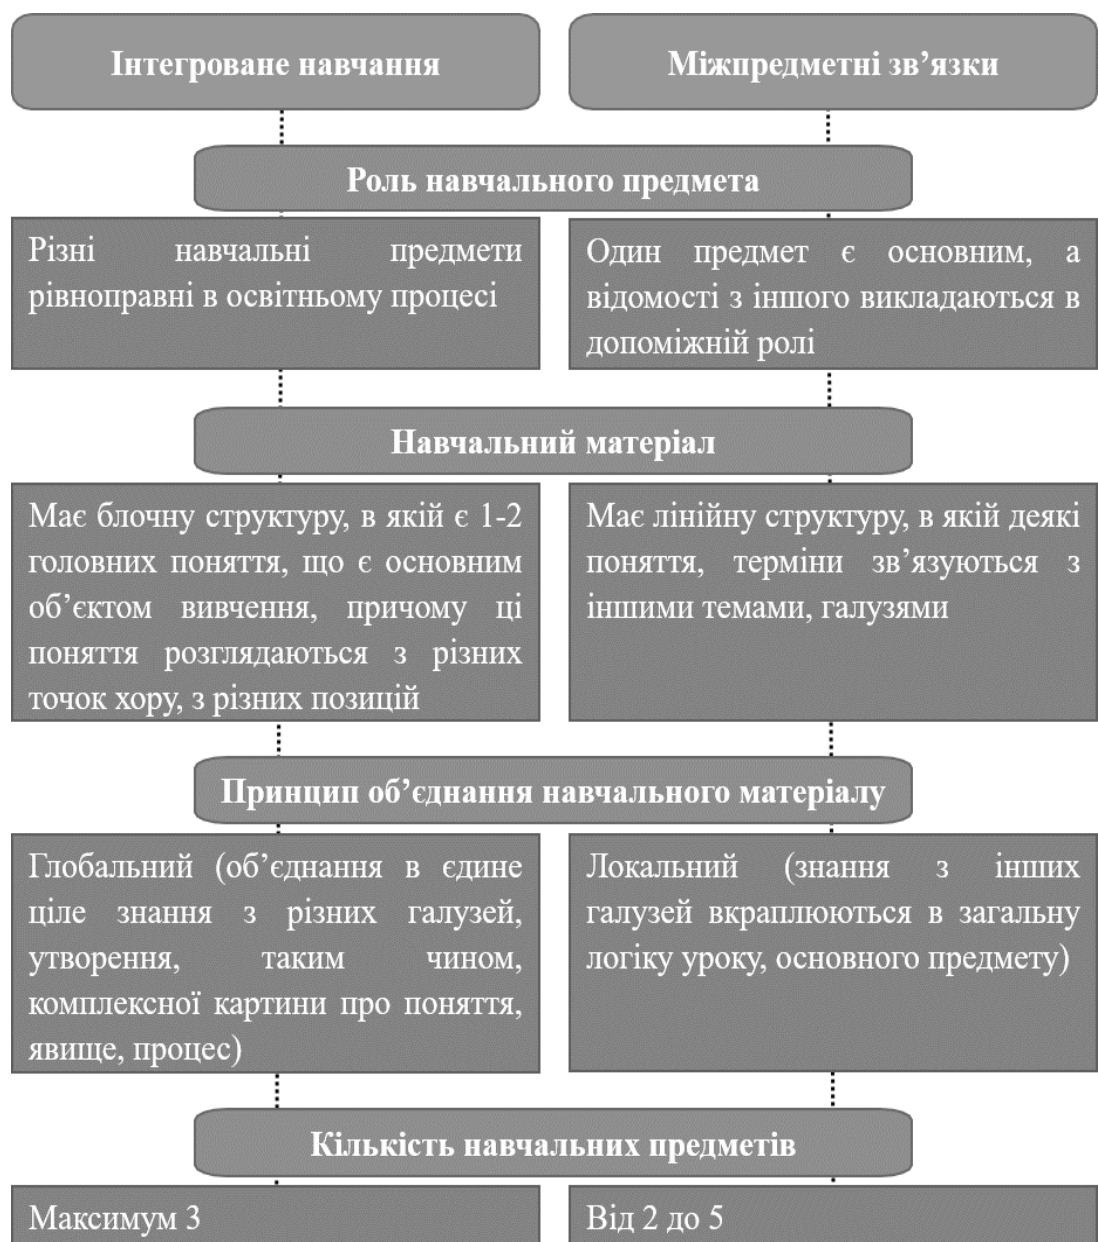 Інтегроване навчання
Міжпредметні зв’язки
Роль навчального предмета
Різні навчальні предмети
рівноправні в освітньому процесі
Один предмет є основним, а
відомості з іншого викладаються в
допоміжній ролі
Навчальний матеріал
Має блочну структуру, в якій є 1-2
головних поняття, що є основним
об’єктом вивчення, причому ці
поняття розглядаються з різних
точок хору, з різних позицій
Має лінійну структуру, в якій деякі
поняття, терміни зв’язуються з
іншими темами, галузями
Принцип об’єднання навчального матеріалу
Глобальний (об’єднання в єдине
ціле знання з різних галузей,
утворення, таким чином,
комплексної картини про поняття,
явище, процес)
Локальний (знання з інших
галузей вкраплюються в загальну
логіку уроку, основного предмету)
Кількість навчальних предметів
Максимум 3
Від 2 до 5